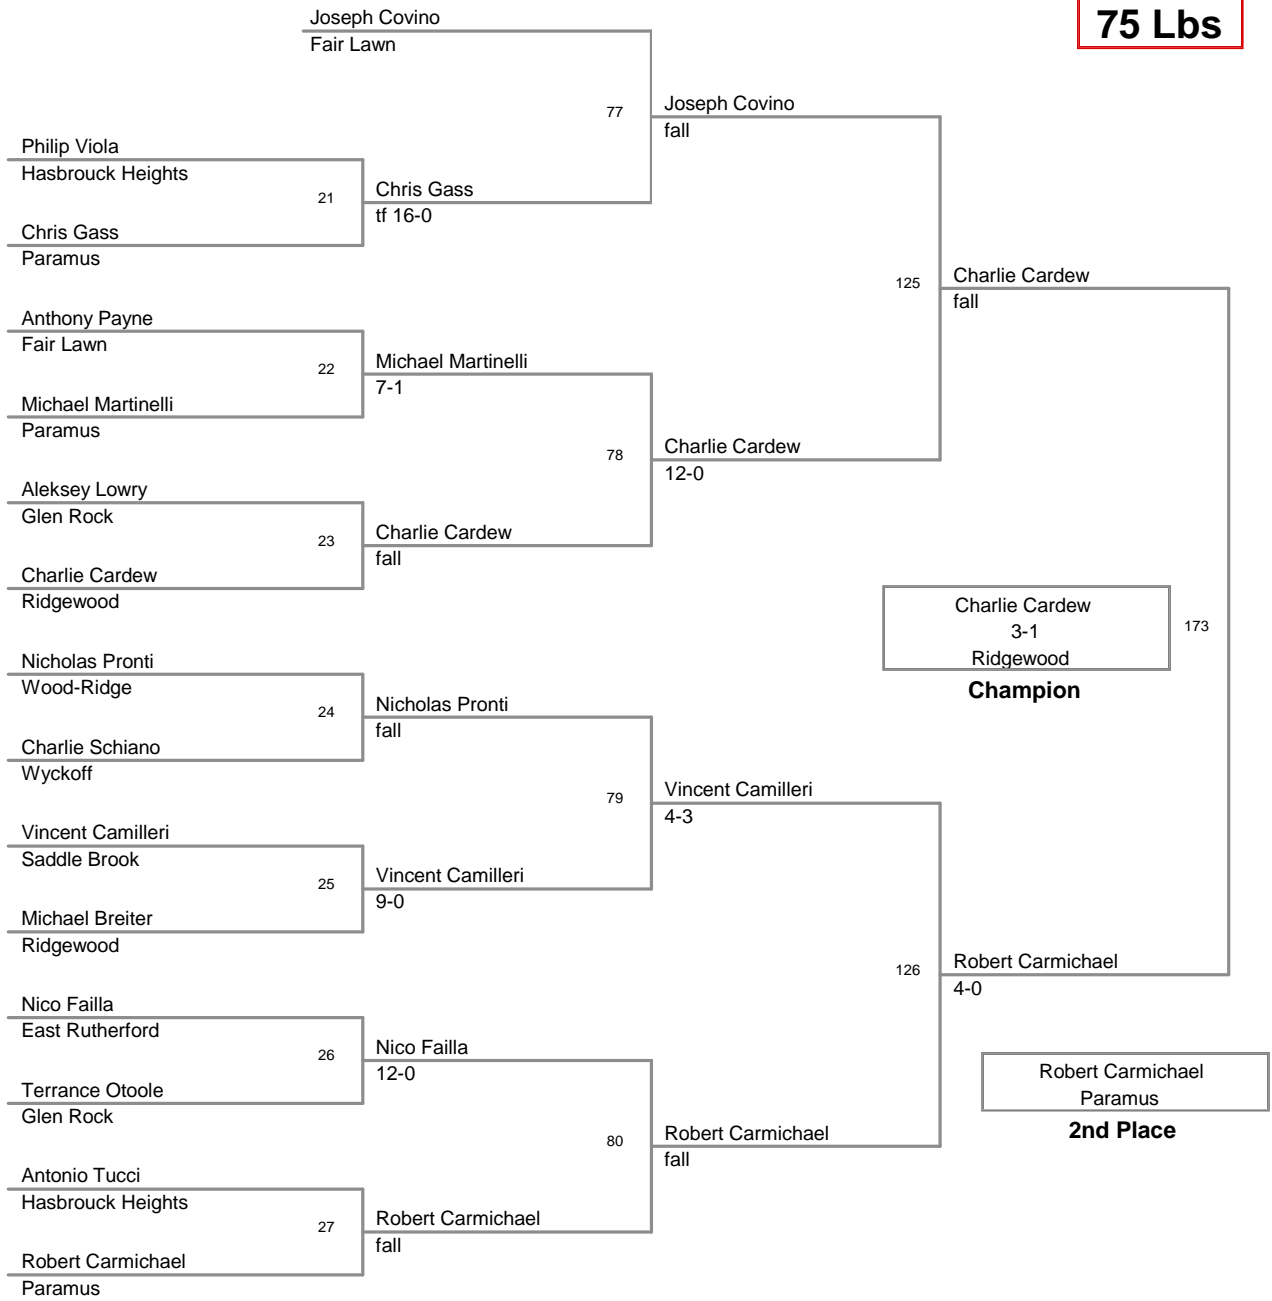 75 Lbs
Joseph Covino
Fair Lawn
77
Joseph Covino
fall
Philip Viola
Hasbrouck Heights
21
Chris Gass
tf 16-0
Chris Gass
Paramus
125
Charlie Cardew
fall
Anthony Payne
Fair Lawn
22
Michael Martinelli
7-1
Michael Martinelli
Paramus
78
Charlie Cardew
12-0
Aleksey Lowry
Glen Rock
23
Charlie Cardew
fall
Charlie Cardew
Ridgewood
Charlie Cardew
3-1
Ridgewood
173
Champion
Nicholas Pronti
Wood-Ridge
24
Nicholas Pronti
fall
Charlie Schiano
Wyckoff
79
Vincent Camilleri
4-3
Vincent Camilleri
Saddle Brook
25
Vincent Camilleri
9-0
Michael Breiter
Ridgewood
126
Robert Carmichael
4-0
Nico Failla
East Rutherford
26
Nico Failla
12-0
Terrance Otoole
Glen Rock
Robert Carmichael
Paramus
2nd Place
80
Robert Carmichael
fall
Antonio Tucci
Hasbrouck Heights
27
Robert Carmichael
fall
Robert Carmichael
Paramus